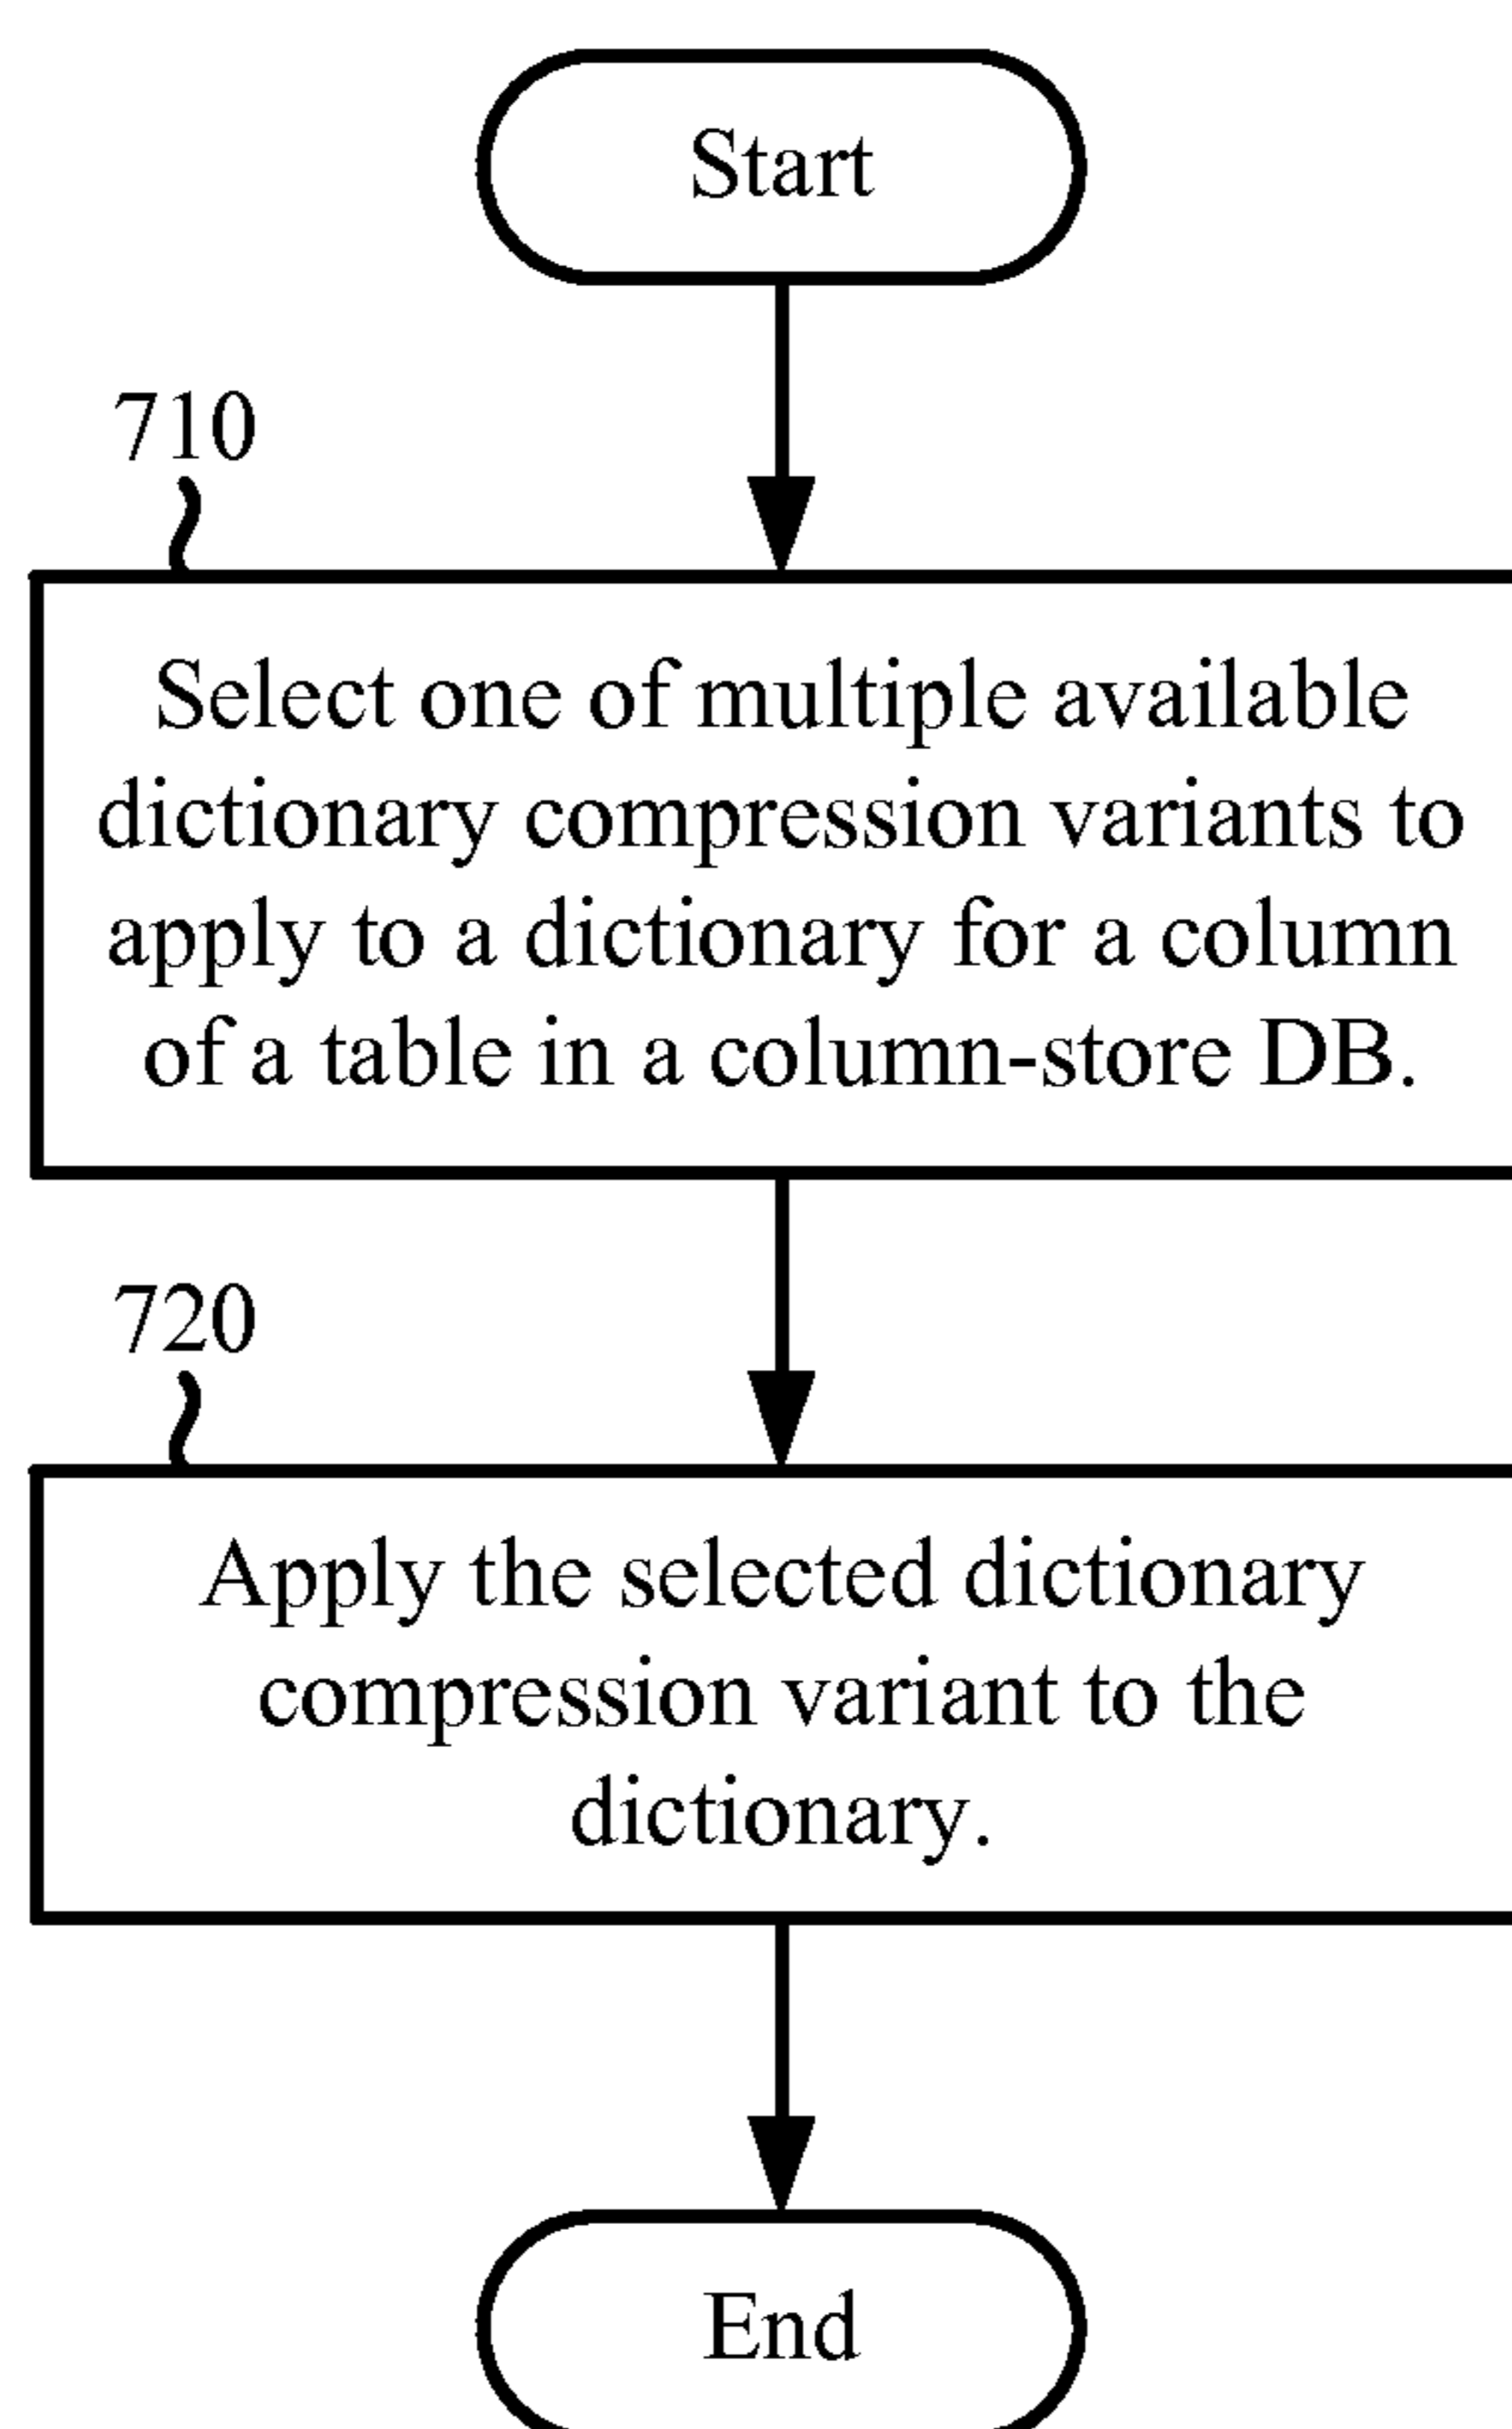 Start
710
Select one of multiple available
dictionary compression variants to
apply to a dictionary for a column
of a table in a column-store DB.
720
Apply the selected dictionary
compression variant to the
dictionary.
End